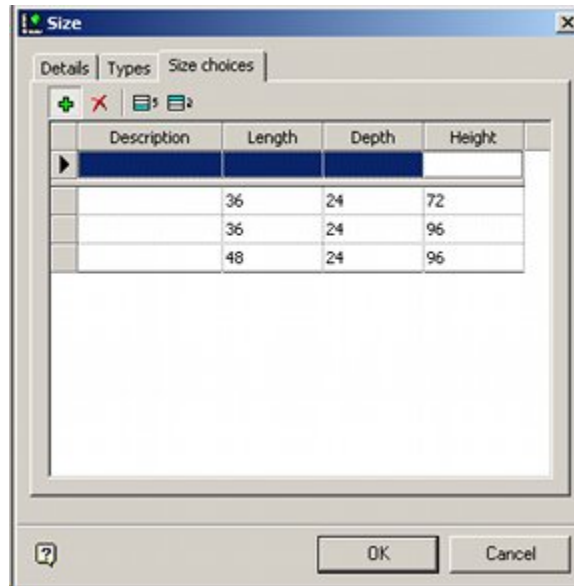 Size
Details Types Size choices
Description Length Depth Height
36 24 72
36 24 96
48 24 96
OK Cancel